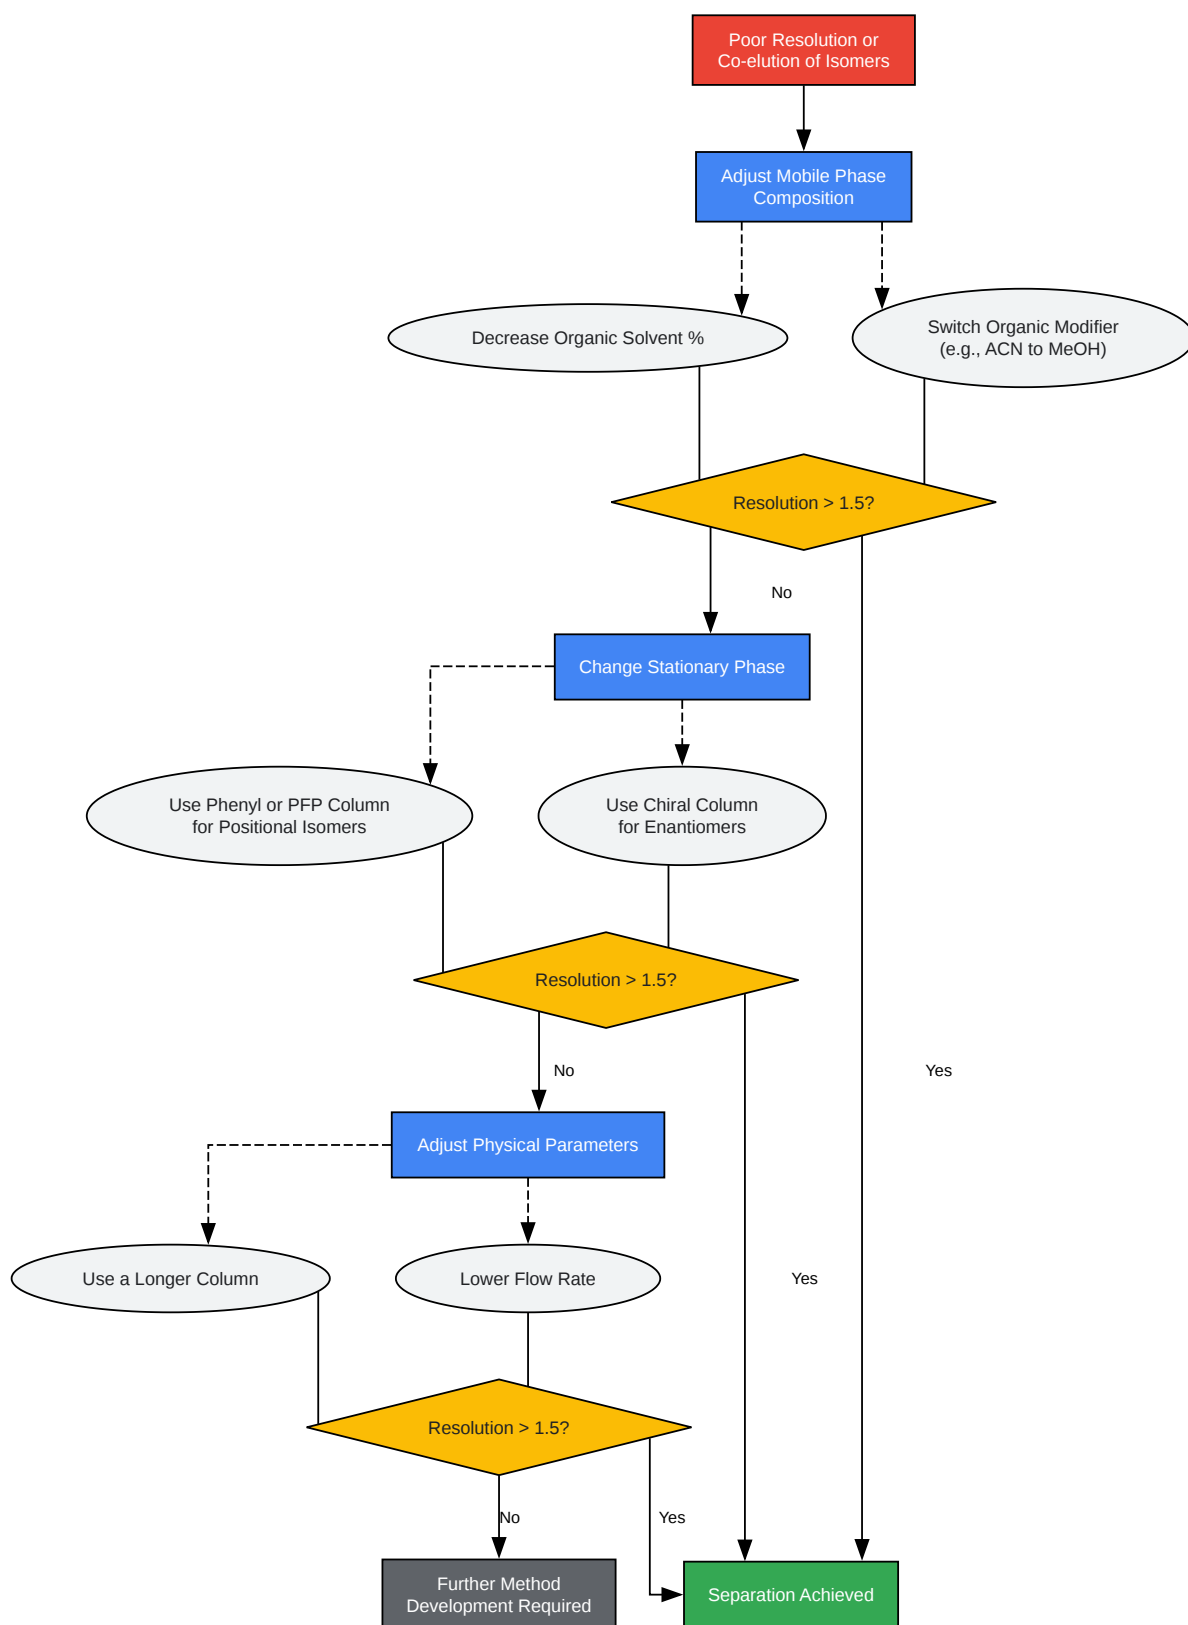 Poor Resolution or
Co-elution of Isomers
Adjust Mobile Phase
Composition
Decrease Organic Solvent %
Switch Organic Modifier
(e.g., ACN to MeOH)
Resolution > 1.5?
No
Change Stationary Phase
Use Phenyl or PFP Column
for Positional Isomers
Use Chiral Column
for Enantiomers
Resolution > 1.5?
No
Yes
Adjust Physical Parameters
Use a Longer Column
Lower Flow Rate
Yes
Resolution > 1.5?
No
Yes
Further Method
Development Required
Separation Achieved